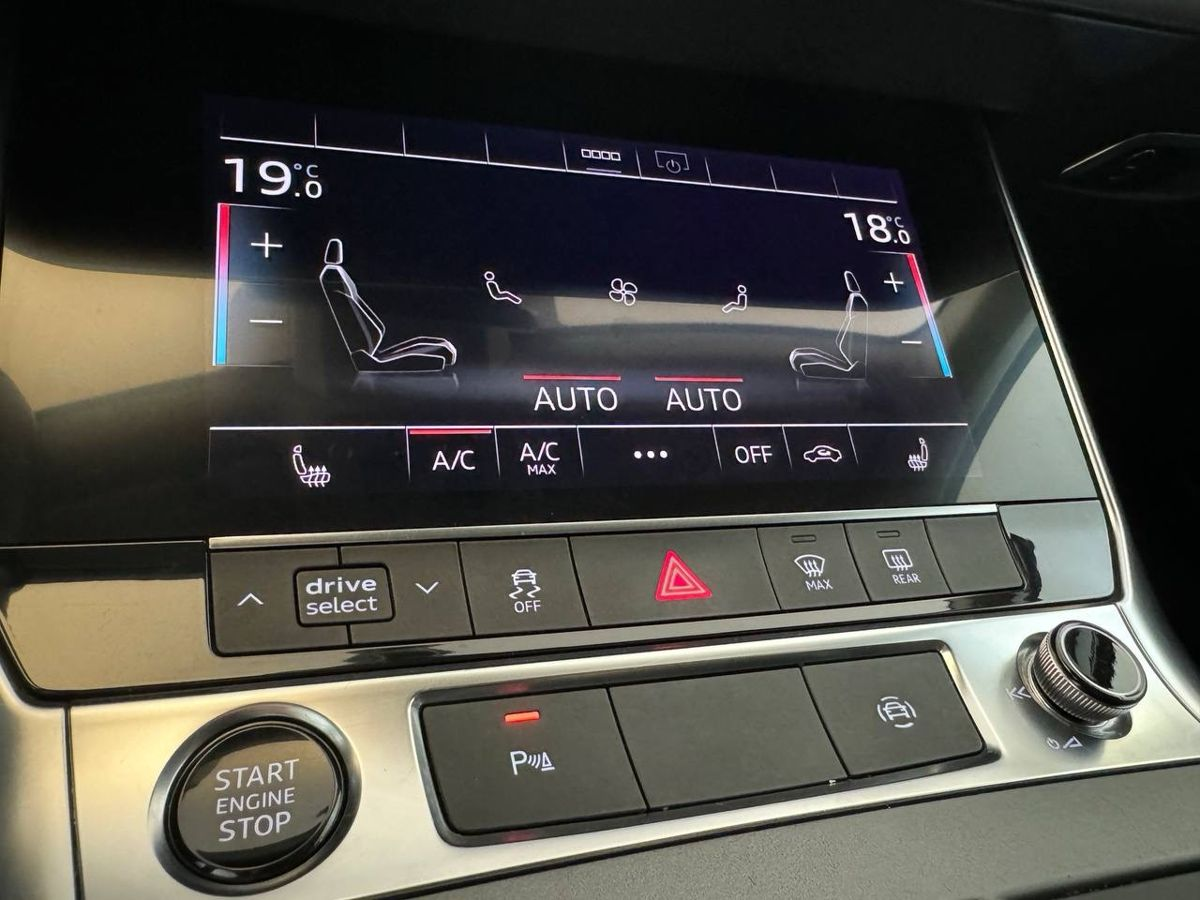 19.0 °C
18.0 °C
+
+
−
−
AUTO AUTO
A/C
A/C
MAX
•••
OFF
drive
select
OFF
MAX
REAR
START
ENGINE
STOP
P